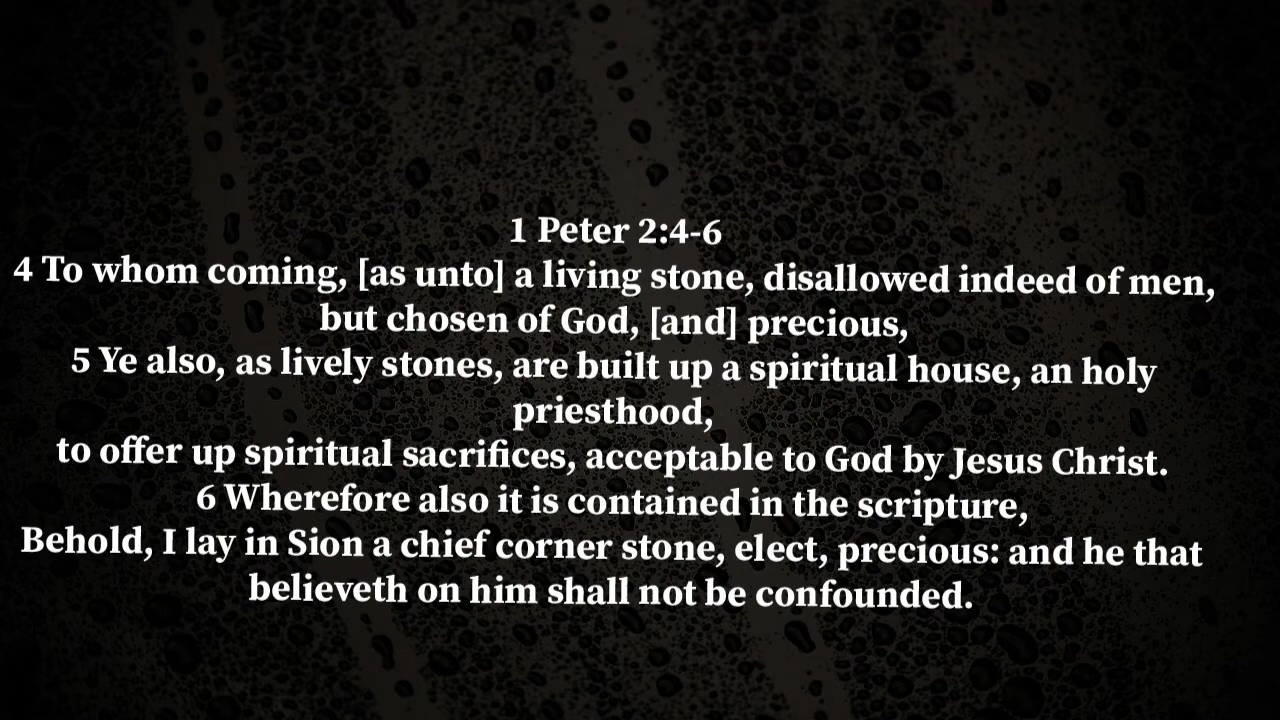 1 Peter 2:4-6
4 To whom coming, [as unto] a living stone, disallowed indeed of men,
but chosen of God, [and] precious,
5 Ye also, as lively stones, are built up a spiritual house, an holy
priesthood,
to offer up spiritual sacrifices, acceptable to God by Jesus Christ.
6 Wherefore also it is contained in the scripture,
Behold, I lay in Sion a chief corner stone, elect, precious: and he that
believeth on him shall not be confounded.